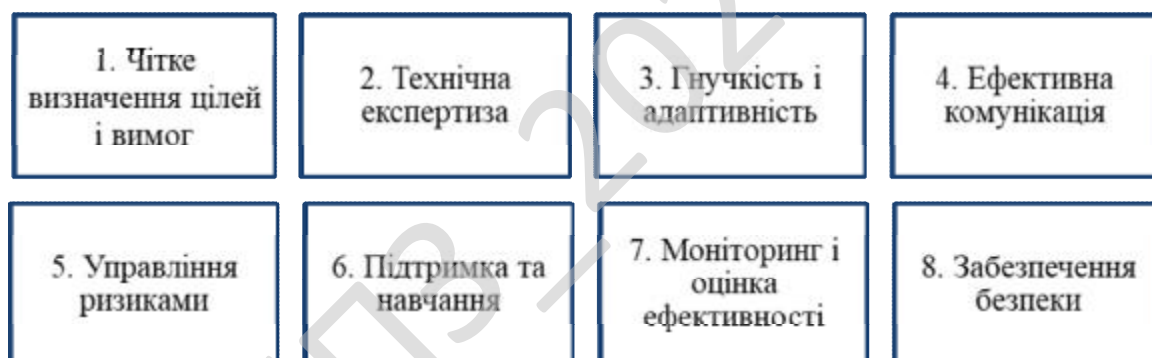 1. Чітке
визначення цілей
і вимог
2. Технічна
експертиза
3. Гнучкість і
адаптивність
4. Ефективна
комунікація
5. Управління
ризиками
6. Підтримка та
навчання
7. Моніторинг і
оцінка
ефективності
8. Забезпечення
безпеки